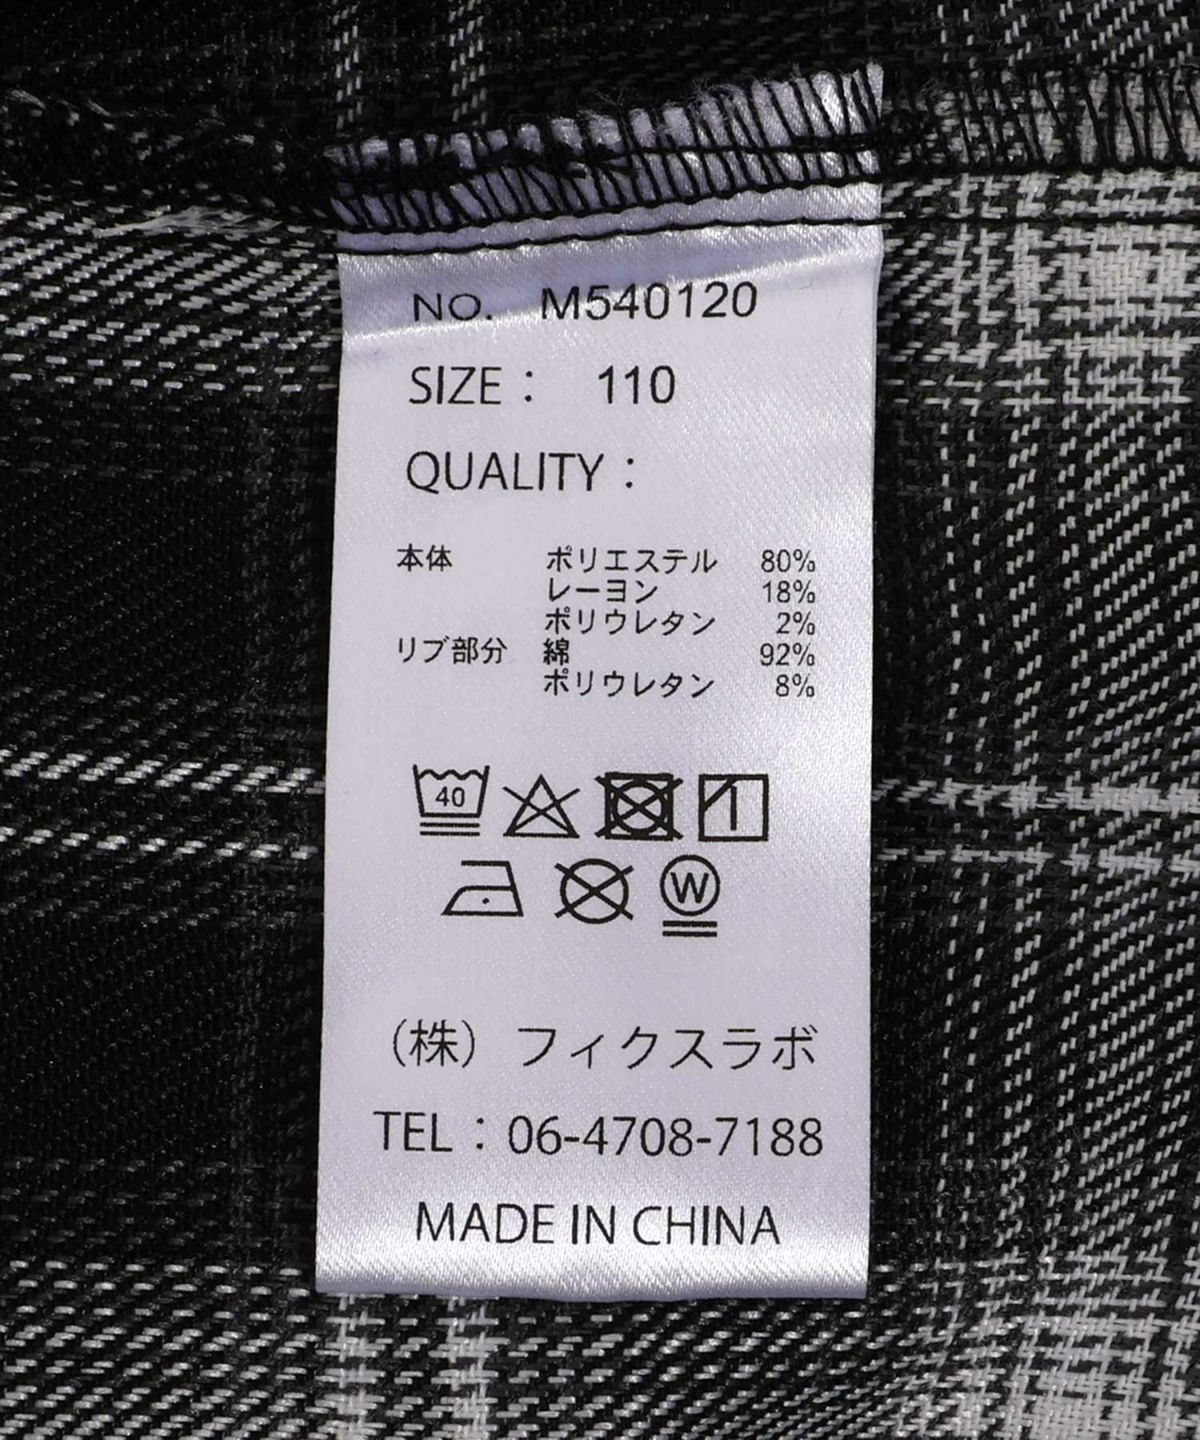 NO. M540120
SIZE： 110
QUALITY：
本体 ポリエステル 80%
レーヨン 18%
ポリウレタン 2%
リブ部分 綿 92%
ポリウレタン 8%
40
W
（株） フィクスラボ
TEL：06-4708-7188
MADE IN CHINA